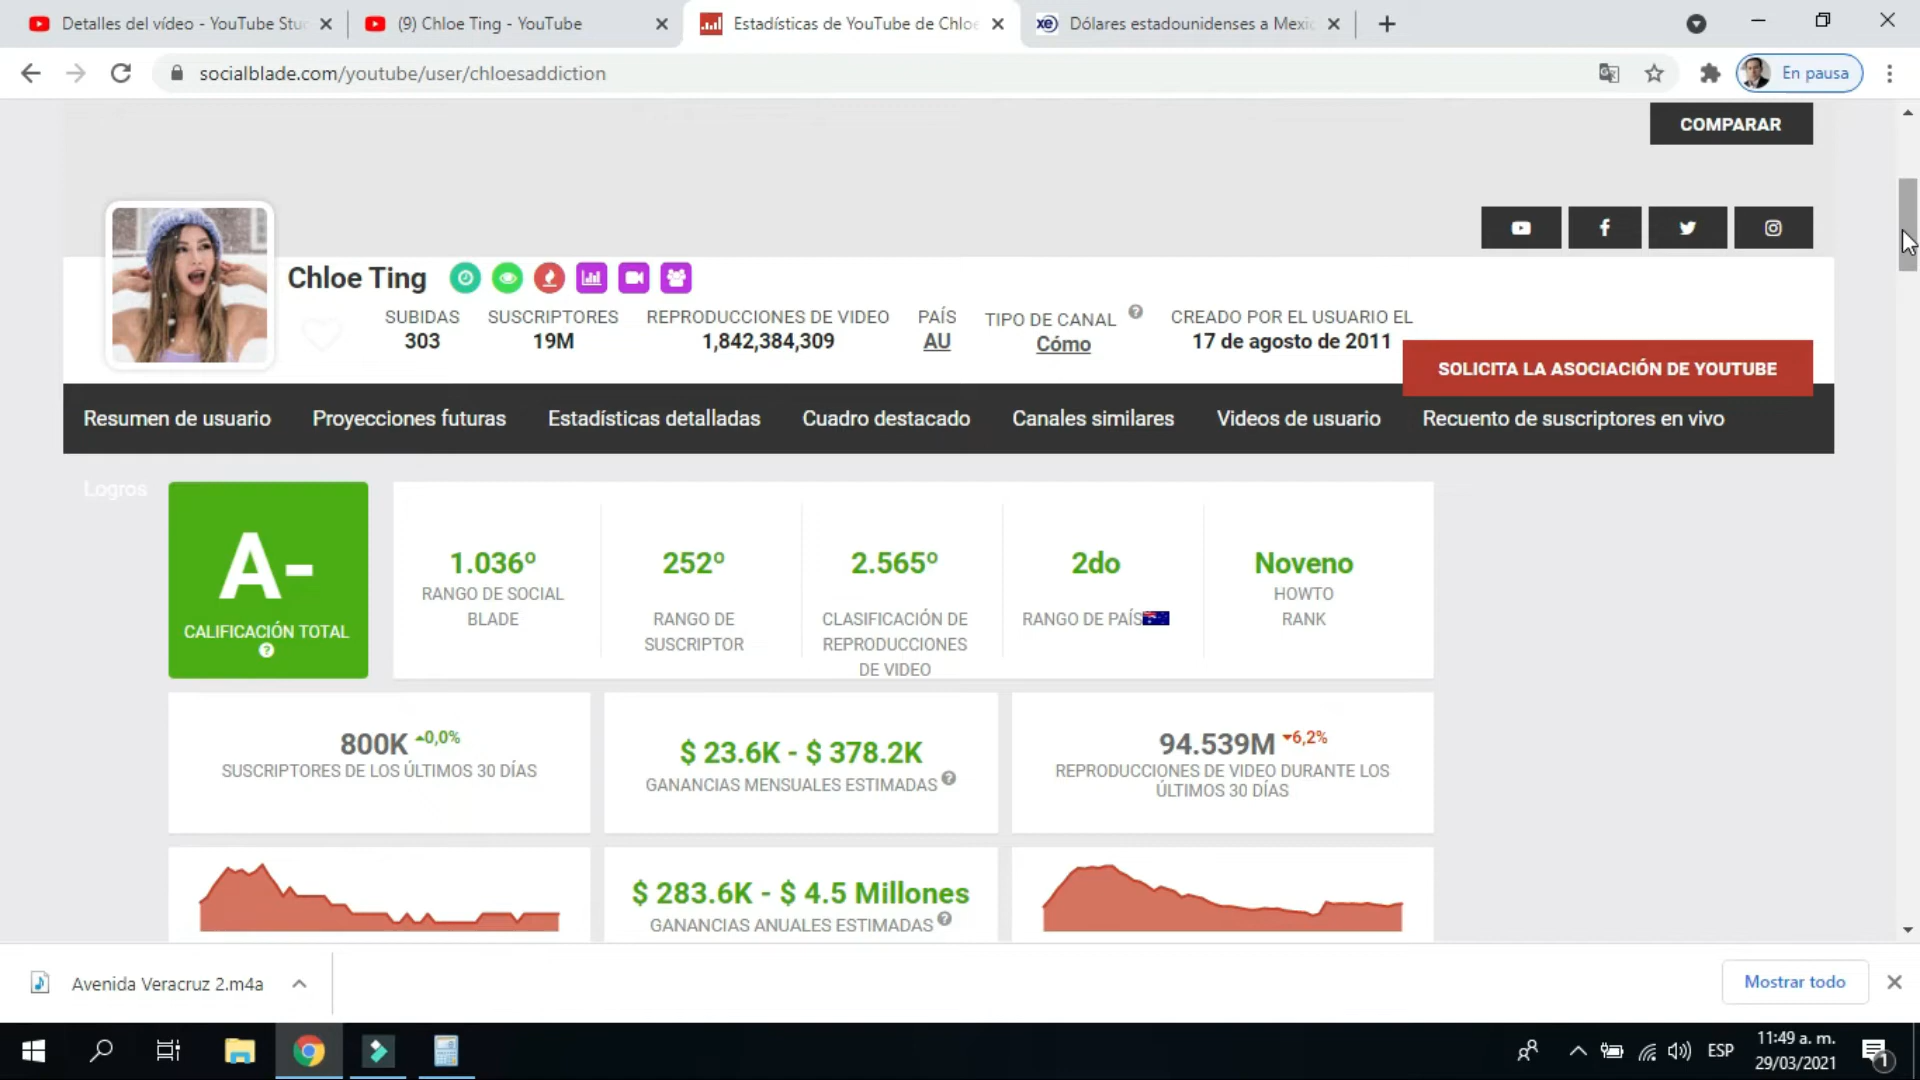 Detalles del vídeo - YouTube Stu
(9) Chloe Ting - YouTube
Estadísticas de YouTube de Chloe
xe
Dólares estadounidenses a Mexi
socialblade.com/youtube/user/chloesaddiction
En pausa
COMPARAR
Chloe Ting
SUBIDAS
303
SUSCRIPTORES
19M
REPRODUCCIONES DE VIDEO
1,842,384,309
PAÍS
AU
TIPO DE CANAL
Cómo
CREADO POR EL USUARIO EL
17 de agosto de 2011
SOLICITA LA ASOCIACIÓN DE YOUTUBE
Resumen de usuario
Proyecciones futuras
Estadísticas detalladas
Cuadro destacado
Canales similares
Videos de usuario
Recuento de suscriptores en vivo
Logros
A-
CALIFICACIÓN TOTAL
1.036º
RANGO DE SOCIAL
BLADE
252º
RANGO DE
SUSCRIPTOR
2.565º
CLASIFICACIÓN DE
REPRODUCCIONES
DE VIDEO
2do
RANGO DE PAÍS
Noveno
HOWTO
RANK
800K 0,0%
SUSCRIPTORES DE LOS ÚLTIMOS 30 DÍAS
$ 23.6K - $ 378.2K
GANANCIAS MENSUALES ESTIMADAS
94.539M 6,2%
REPRODUCCIONES DE VIDEO DURANTE LOS
ÚLTIMOS 30 DÍAS
$ 283.6K - $ 4.5 Millones
GANANCIAS ANUALES ESTIMADAS
Avenida Veracruz 2.m4a
Mostrar todo
ESP
11:49 a. m.
29/03/2021
1